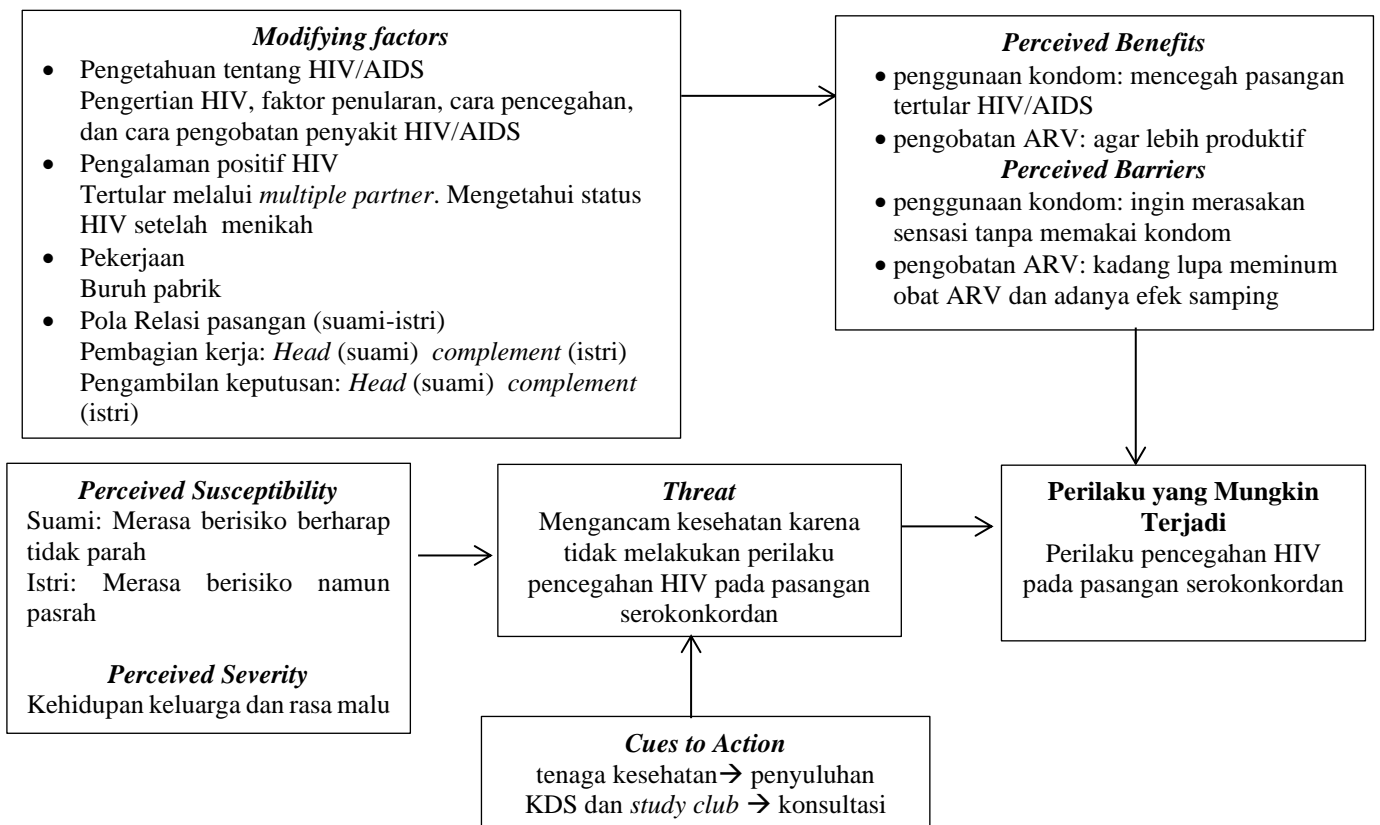 Modifying factors
• Pengetahuan tentang HIV/AIDS
Pengertian HIV, faktor penularan, cara pencegahan,
dan cara pengobatan penyakit HIV/AIDS
• Pengalaman positif HIV
Tertular melalui multiple partner. Mengetahui status
HIV setelah menikah
• Pekerjaan
Buruh pabrik
• Pola Relasi pasangan (suami-istri)
Pembagian kerja: Head (suami) complement (istri)
Pengambilan keputusan: Head (suami) complement
(istri)
Perceived Benefits
• penggunaan kondom: mencegah pasangan
tertular HIV/AIDS
• pengobatan ARV: agar lebih produktif
Perceived Barriers
• penggunaan kondom: ingin merasakan
sensasi tanpa memakai kondom
• pengobatan ARV: kadang lupa meminum
obat ARV dan adanya efek samping
Perceived Susceptibility
Suami: Merasa berisiko berharap
tidak parah
Istri: Merasa berisiko namun
pasrah
Perceived Severity
Kehidupan keluarga dan rasa malu
Threat
Mengancam kesehatan karena
tidak melakukan perilaku
pencegahan HIV pada pasangan
serokonkordan
Perilaku yang Mungkin
Terjadi
Perilaku pencegahan HIV
pada pasangan serokonkordan
Cues to Action
tenaga kesehatan→ penyuluhan
KDS dan study club → konsultasi